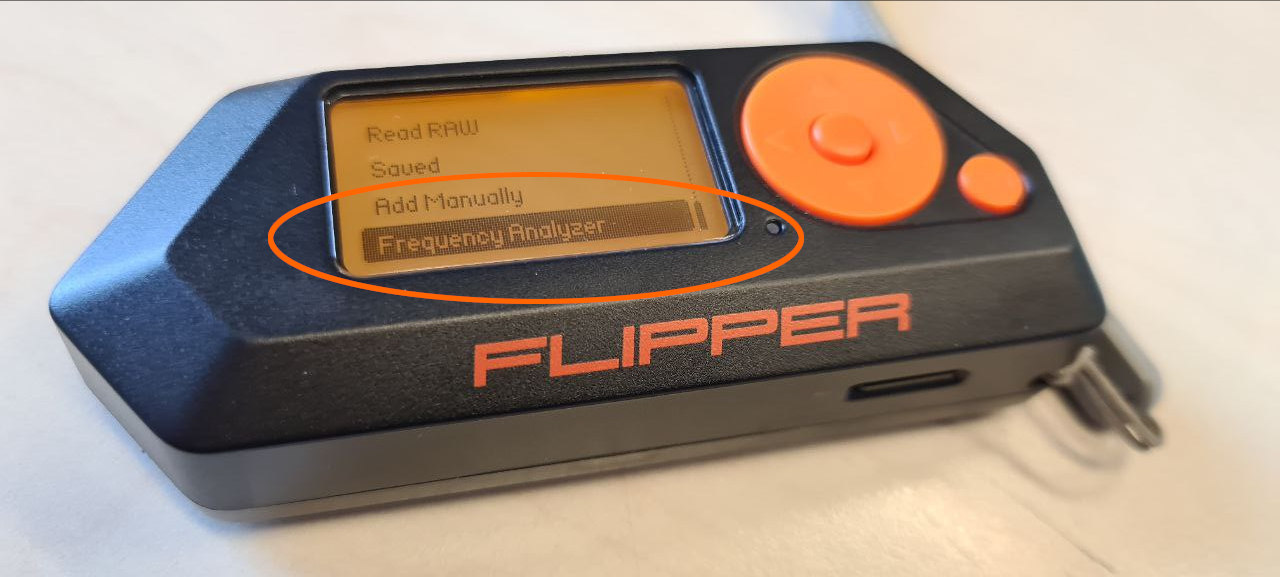 Read RAW
Saved
Add Manually
Frequency Analyzer
FLIPPER